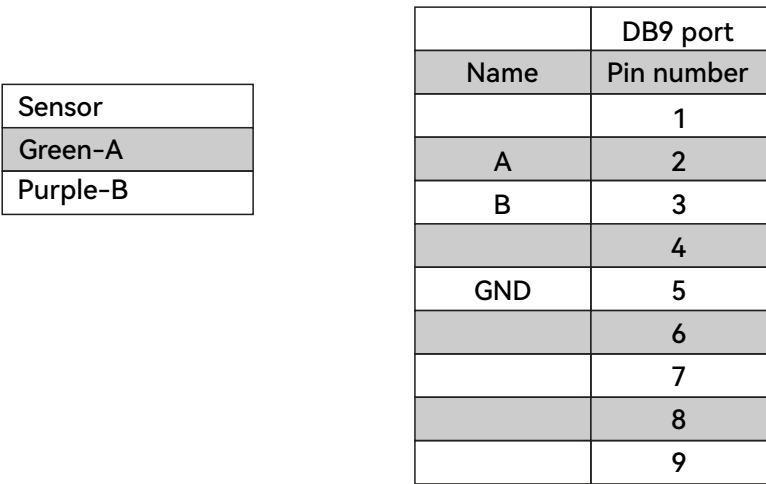 Sensor
Green-A
Purple-B
DB9 port
Name Pin number
1
A 2
B 3
4
GND 5
6
7
8
9